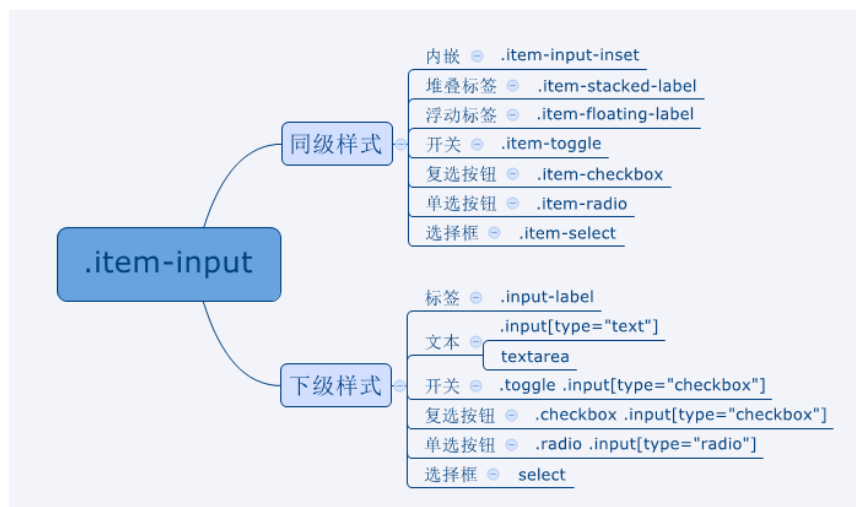 .item-input
同级样式
内嵌 .item-input-inset
堆叠标签 .item-stacked-label
浮动标签 .item-floating-label
开关 .item-toggle
复选按钮 .item-checkbox
单选按钮 .item-radio
选择框 .item-select
下级样式
标签 .input-label
文本 .input[type="text"]
textarea
开关 .toggle .input[type="checkbox"]
复选按钮 .checkbox .input[type="checkbox"]
单选按钮 .radio .input[type="radio"]
选择框 select